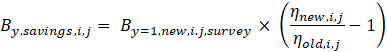 B_{y,savings,i,j} = B_{y=1,new,i.j,survey} × (η_{new,i,j} / η_{old,i,j} − 1)